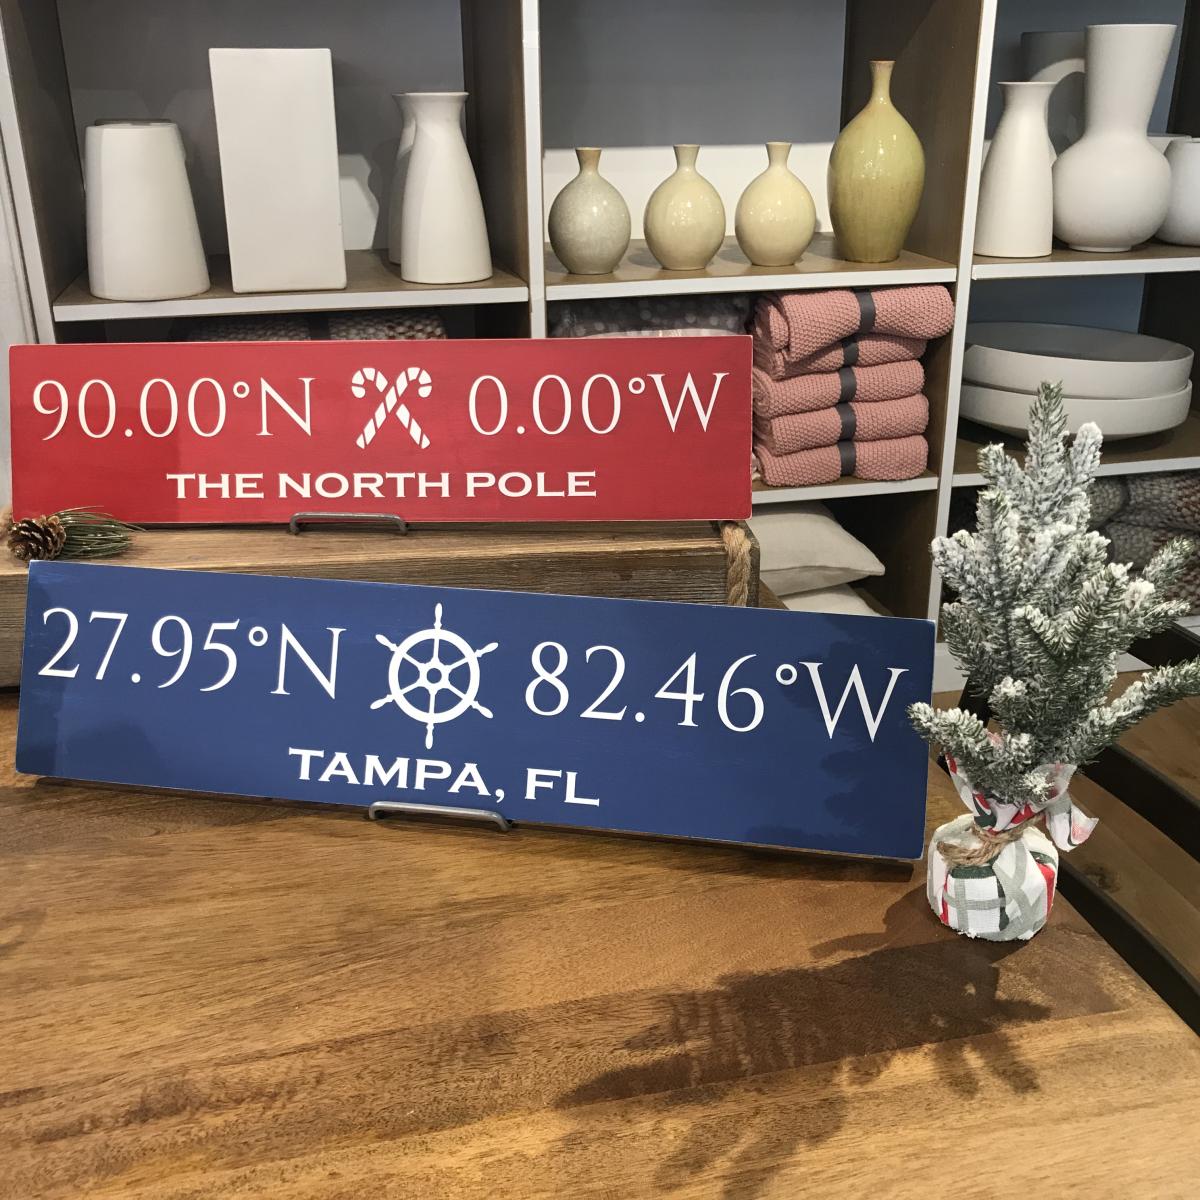 90.00°N 0.00°W
THE NORTH POLE
27.95°N 82.46°W
TAMPA, FL